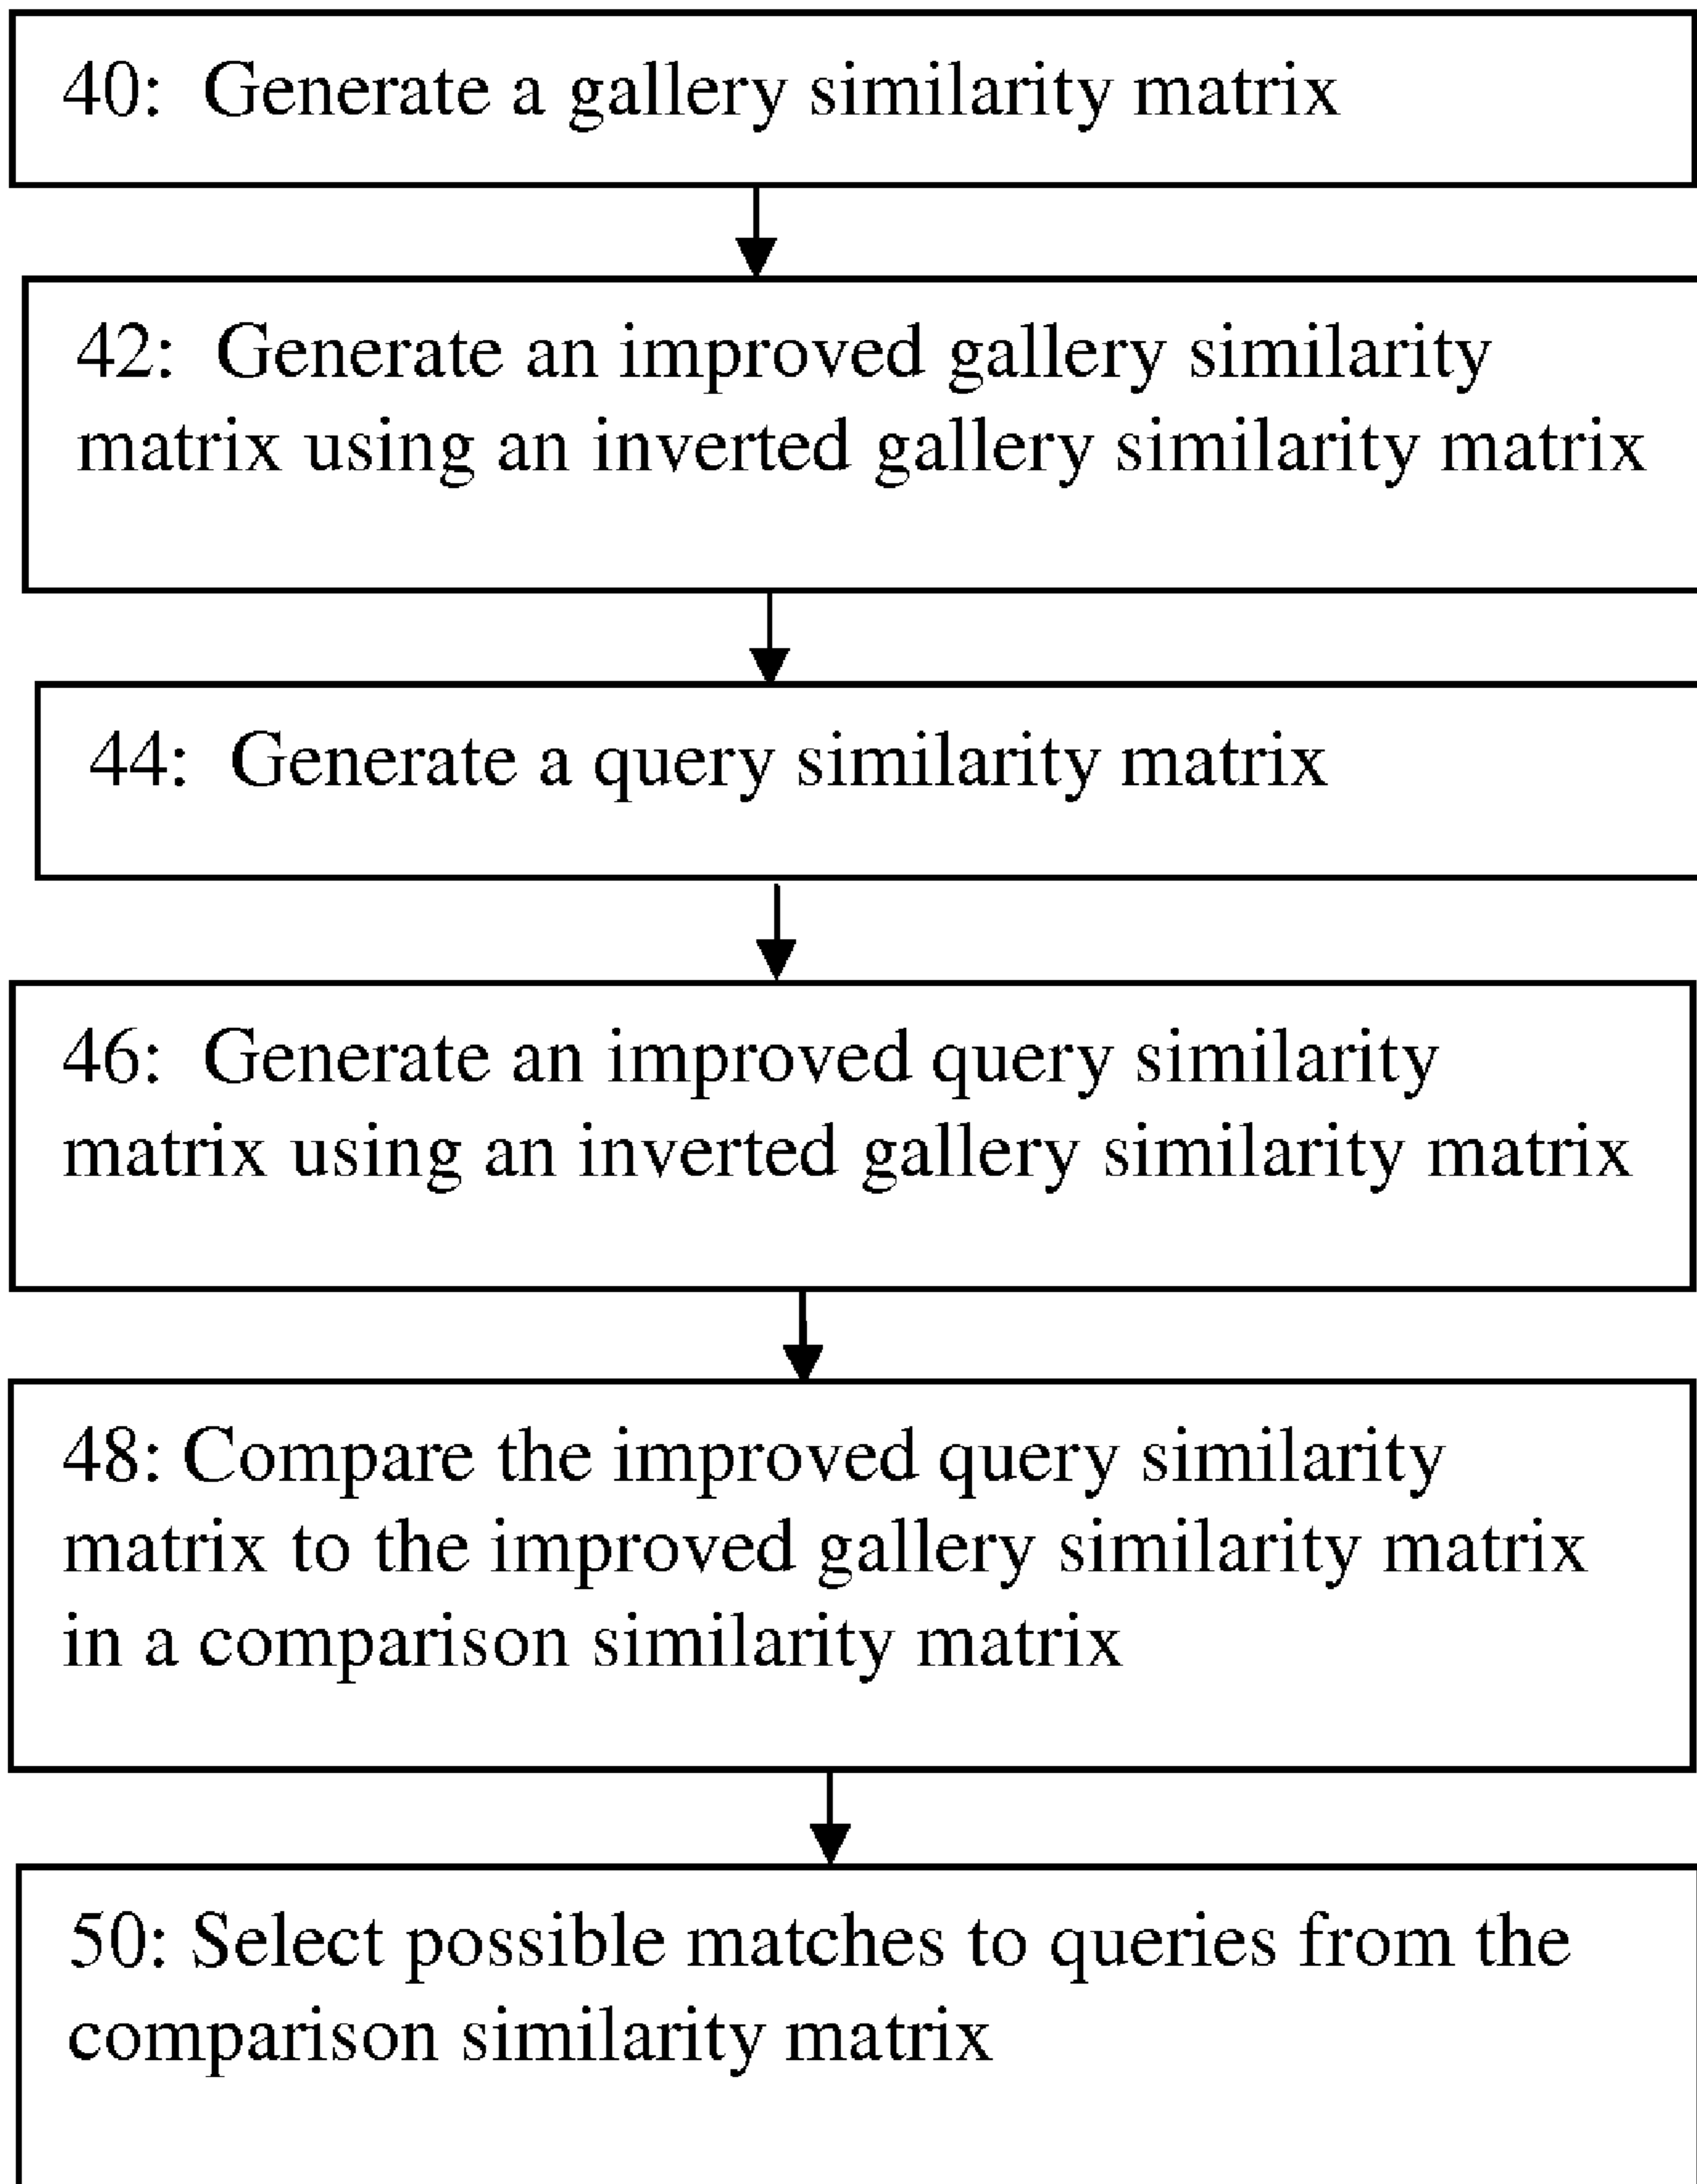 40:  Generate a gallery similarity matrix
42:  Generate an improved gallery similarity
matrix using an inverted gallery similarity matrix
44:  Generate a query similarity matrix
46:  Generate an improved query similarity
matrix using an inverted gallery similarity matrix
48: Compare the improved query similarity
matrix to the improved gallery similarity matrix
in a comparison similarity matrix
50: Select possible matches to queries from the
comparison similarity matrix